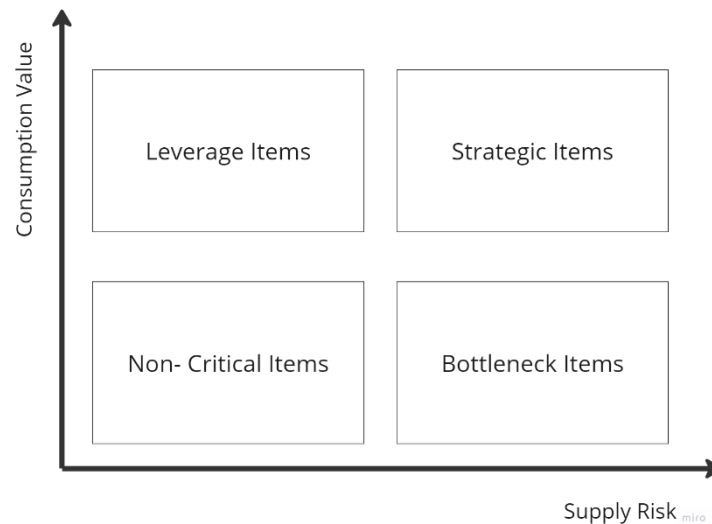 Consumption Value
Leverage Items
Strategic Items
Non- Critical Items
Bottleneck Items
Supply Risk
miro